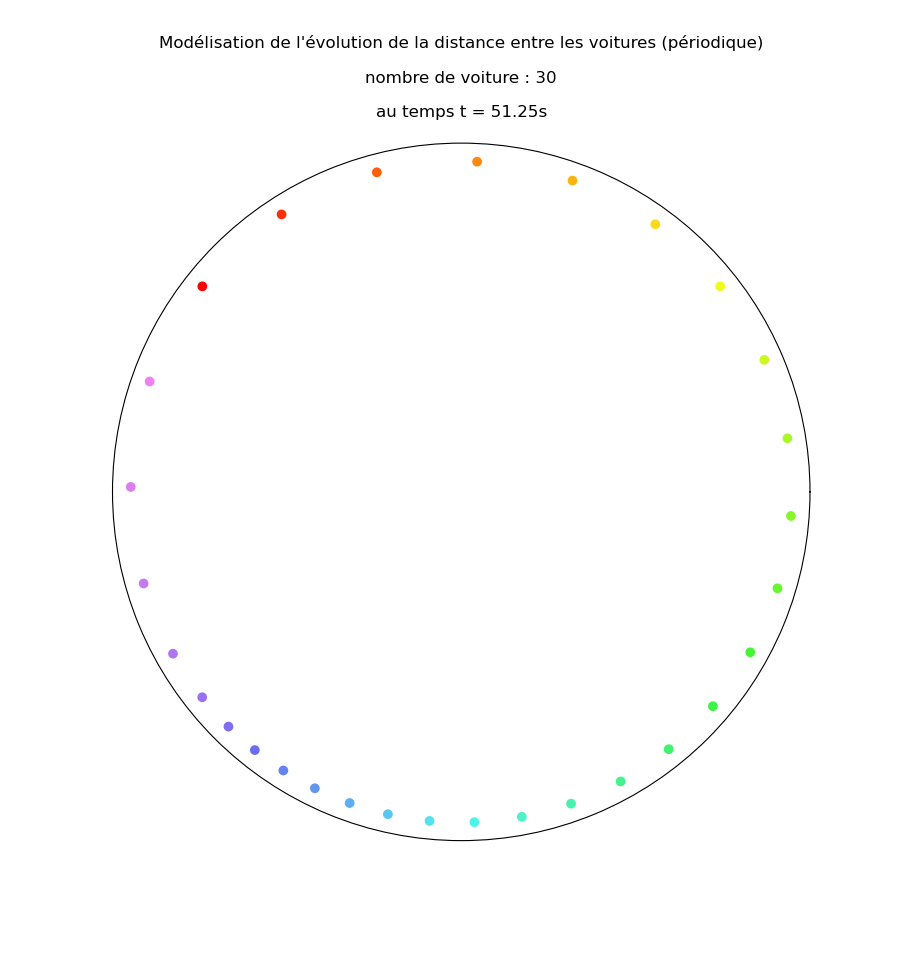 Modélisation de l'évolution de la distance entre les voitures (périodique)
nombre de voiture : 30
au temps t = 51.25s